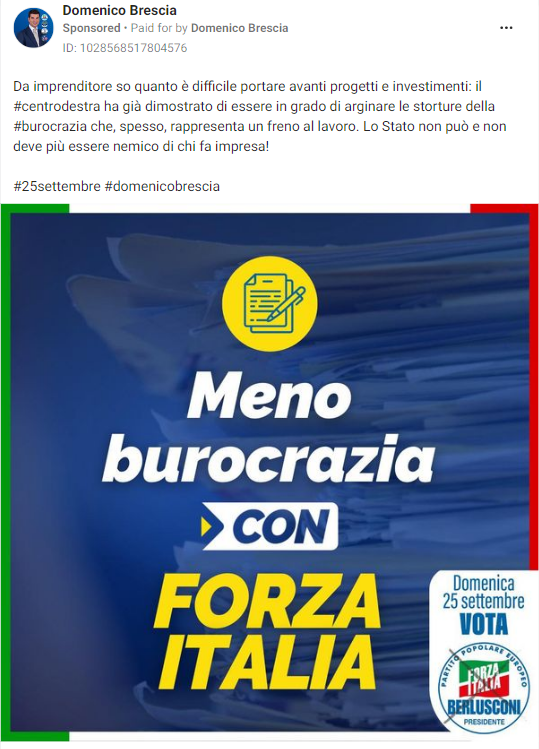 Domenico Brescia
Sponsored • Paid for by Domenico Brescia
ID: 1028568517804576
Da imprenditore so quanto è difficile portare avanti progetti e investimenti: il
#centrodestra ha già dimostrato di essere in grado di arginare le storture della
#burocrazia che, spesso, rappresenta un freno al lavoro. Lo Stato non può e non
deve più essere nemico di chi fa impresa!
#25settembre #domenicobrescia
Meno
burocrazia
CON
FORZA
ITALIA
Domenica
25 settembre
VOTA
PARTITO POPOLARE EUROPEO
FORZA
ITALIA
BERLUSCONI
PRESIDENTE